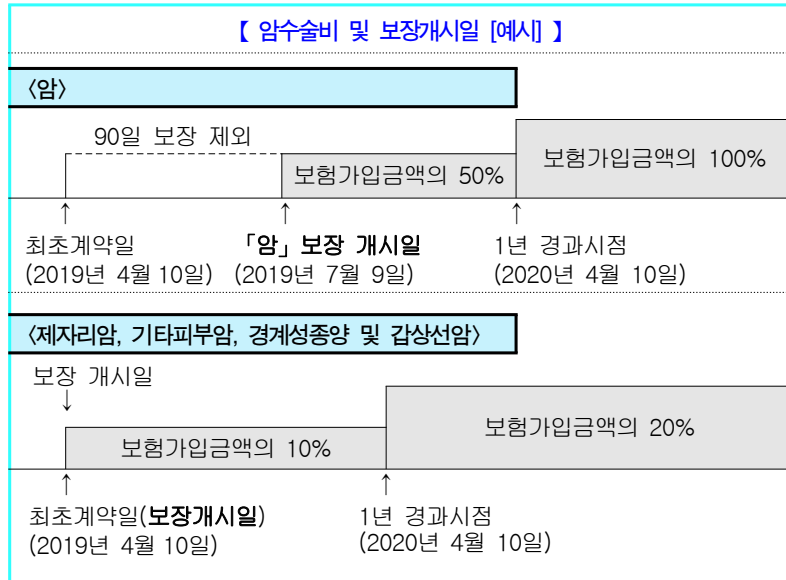 【 암수술비 및 보장개시일 [예시] 】
〈암〉
90일 보장 제외
보험가입금액의 50%
보험가입금액의 100%
↑ ↑ ↑
최초계약일 「암」보장 개시일 1년 경과시점
(2019년 4월 10일) (2019년 7월 9일) (2020년 4월 10일)
〈제자리암, 기타피부암, 경계성종양 및 갑상선암〉
보장 개시일
↓
보험가입금액의 10%
보험가입금액의 20%
↑ ↑
최초계약일(보장개시일) 1년 경과시점
(2019년 4월 10일) (2020년 4월 10일)